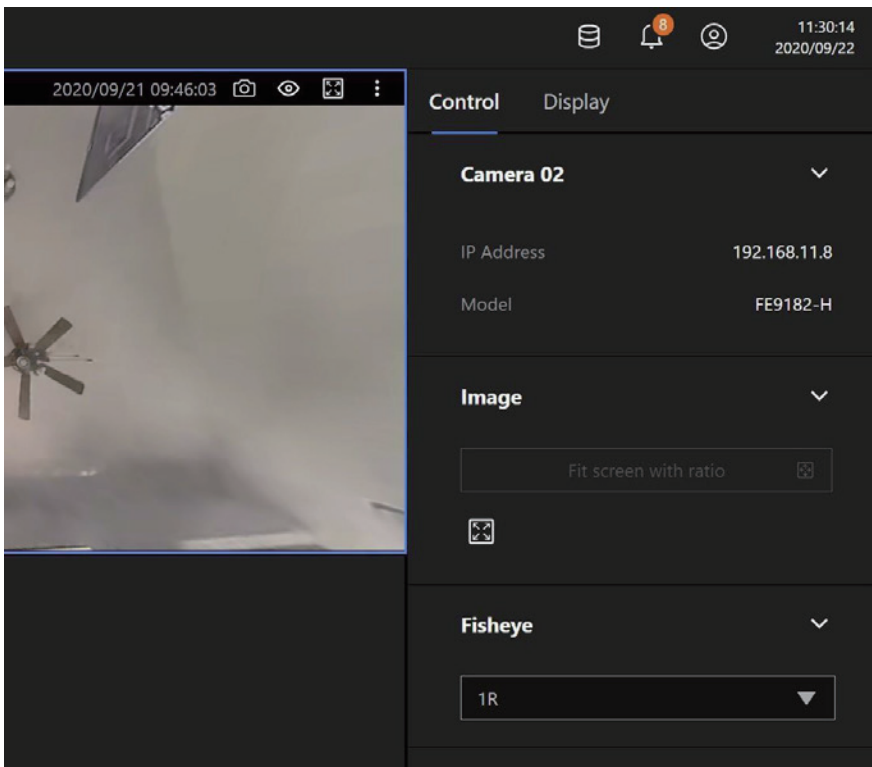 8
11:30:14
2020/09/22
2020/09/21 09:46:03
Control Display
Camera 02
IP Address 192.168.11.8
Model FE9182-H
Image
Fit screen with ratio
Fisheye
1R